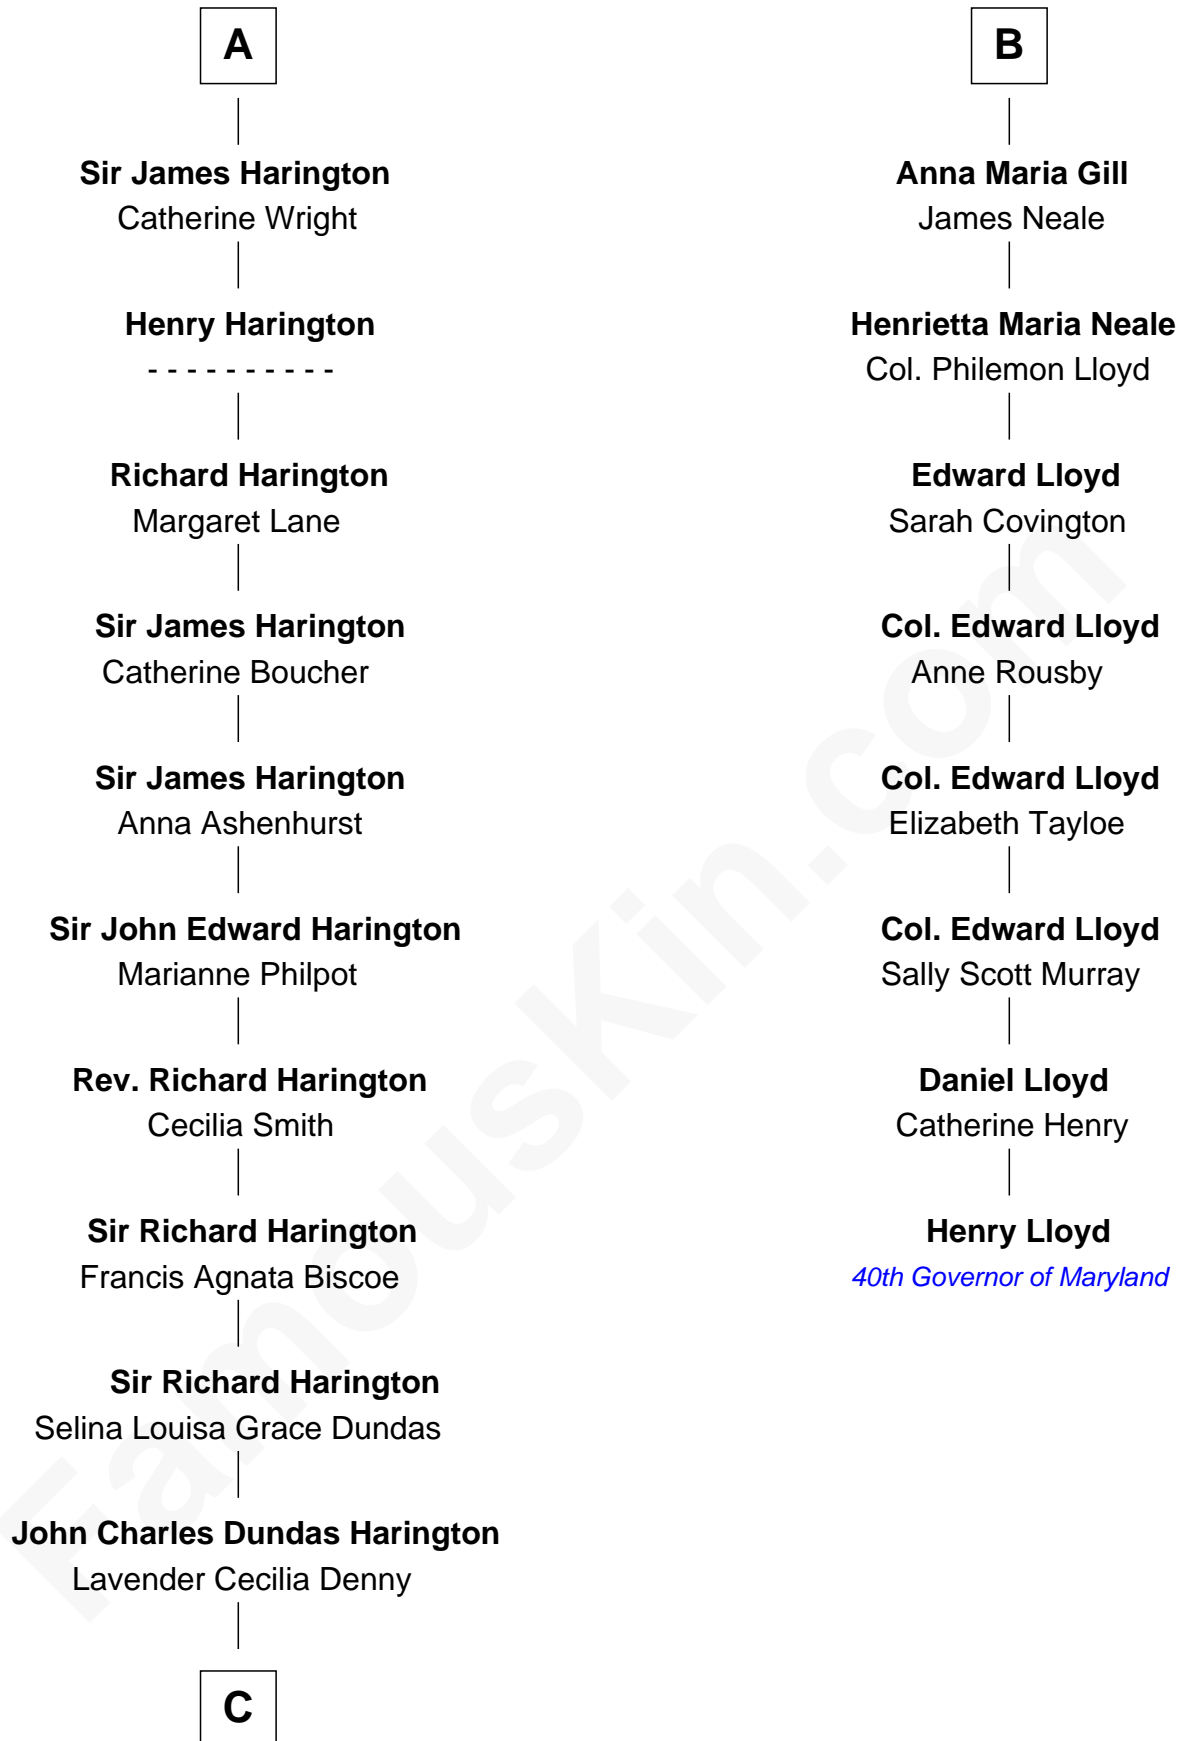 A
Sir James Harington
Catherine Wright
Henry Harington
- - - - - - - - - -
Richard Harington
Margaret Lane
Sir James Harington
Catherine Boucher
Sir James Harington
Anna Ashenhurst
Sir John Edward Harington
Marianne Philpot
Rev. Richard Harington
Cecilia Smith
Sir Richard Harington
Francis Agnata Biscoe
Sir Richard Harington
Selina Louisa Grace Dundas
John Charles Dundas Harington
Lavender Cecilia Denny
C
B
Anna Maria Gill
James Neale
Henrietta Maria Neale
Col. Philemon Lloyd
Edward Lloyd
Sarah Covington
Col. Edward Lloyd
Anne Rousby
Col. Edward Lloyd
Elizabeth Tayloe
Col. Edward Lloyd
Sally Scott Murray
Daniel Lloyd
Catherine Henry
Henry Lloyd
40th Governor of Maryland
FamousKin.com